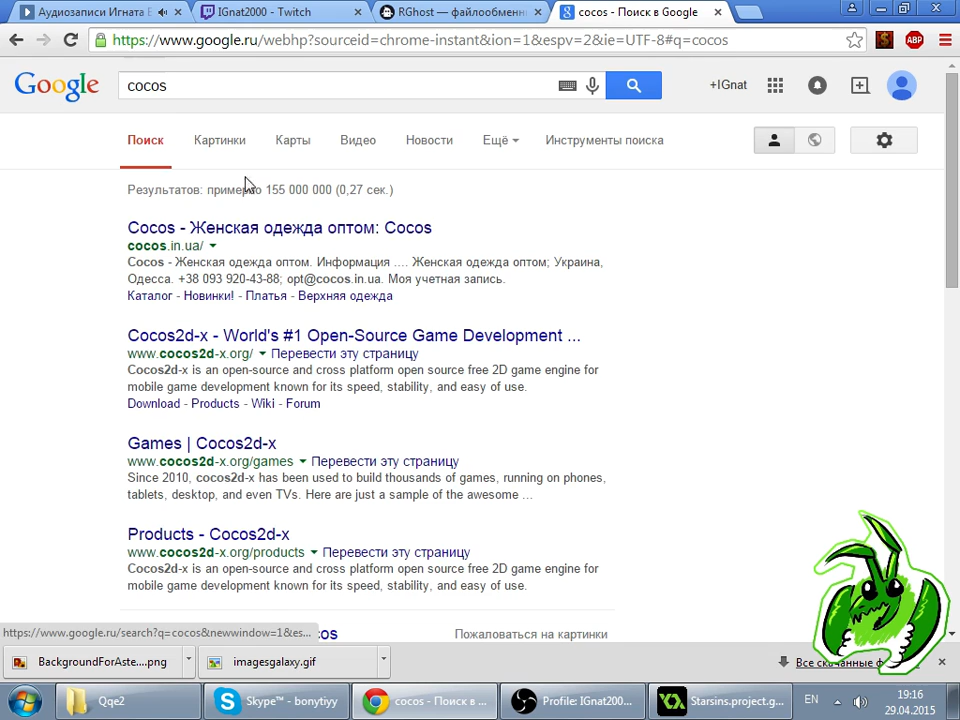 Аудиозаписи Игната
IGnat2000 - Twitch
RGhost — файлообменн
cocos - Поиск в Google
https://www.google.ru/webhp?sourceid=chrome-instant&ion=1&espv=2&ie=UTF-8#q=cocos
ABP
Google
cocos
+IGnat
Поиск
Картинки
Карты
Видео
Новости
Ещё
Инструменты поиска
Результатов: примерно 155 000 000 (0,27 сек.)
Cocos - Женская одежда оптом: Cocos
cocos.in.ua/
Cocos - Женская одежда оптом. Информация .... Женская одежда оптом; Украина,
Одесса. +38 093 920-43-88; opt@cocos.in.ua. Моя учетная запись.
Каталог - Новинки! - Платья - Верхняя одежда
Cocos2d-x - World's #1 Open-Source Game Development ...
www.cocos2d-x.org/ Перевести эту страницу
Cocos2d-x is an open-source and cross platform open source free 2D game engine for
mobile game development known for its speed, stability, and easy of use.
Download - Products - Wiki - Forum
Games | Cocos2d-x
www.cocos2d-x.org/games Перевести эту страницу
Since 2010, cocos2d-x has been used to build thousands of games, running on phones,
tablets, desktop, and even TVs. Here are just a sample of the awesome ...
Products - Cocos2d-x
www.cocos2d-x.org/products Перевести эту страницу
Cocos2d-x is an open-source and cross platform open source free 2D game engine for
mobile game development known for its speed, stability, and easy of use.
https://www.google.ru/search?q=cocos&newwindow=1&es...
Пожаловаться на картинки
BackgroundForAste....png
imagesgalaxy.gif
Все скачанные
Qqe2
Skype™ - bonytiyy
cocos - Поиск в ...
Profile: IGnat200...
Starsins.project.g...
EN
19:16
29.04.2015